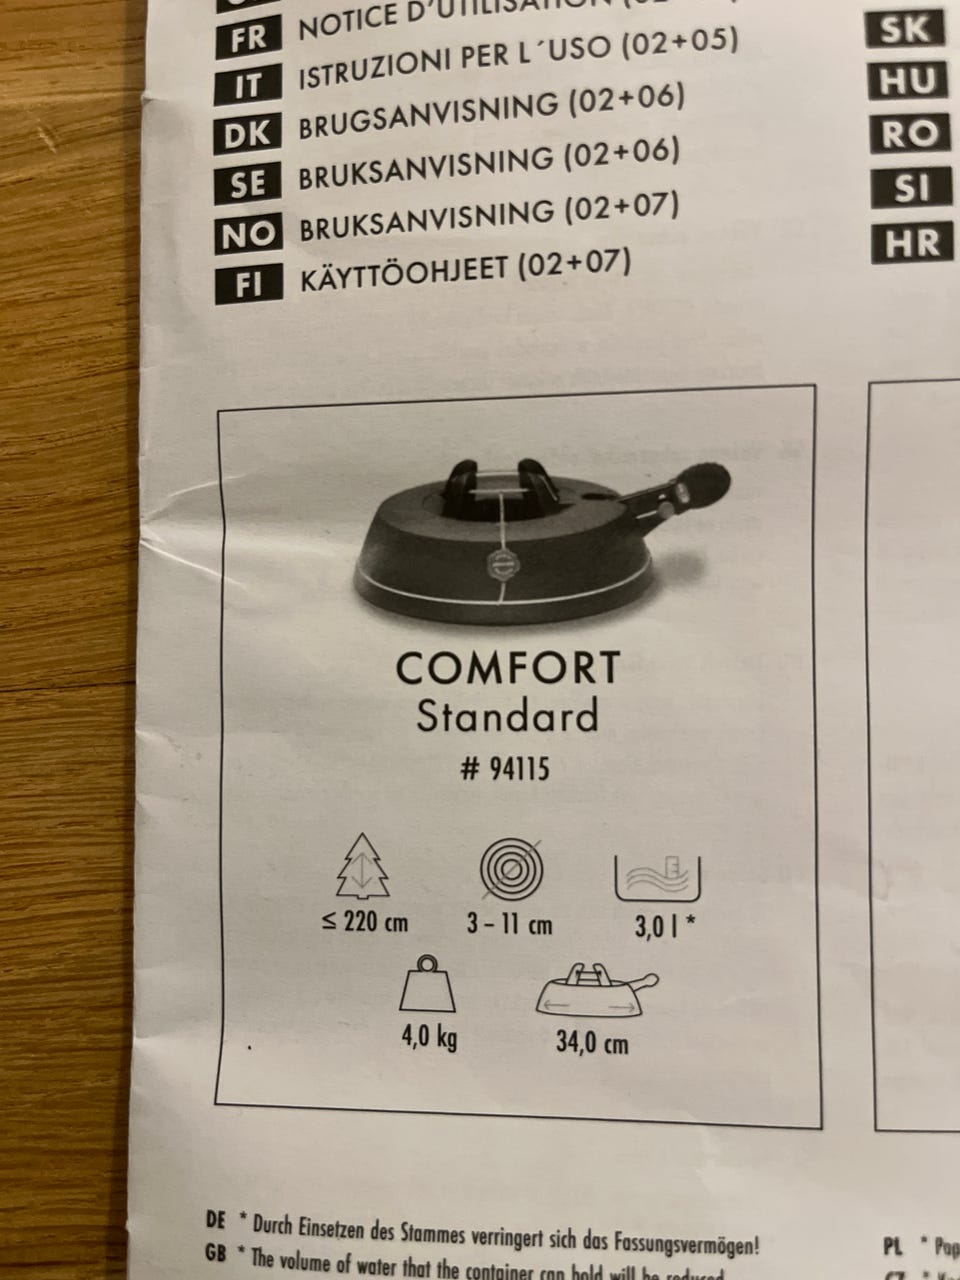 FR NOTICE D'UTILISATION
IT ISTRUZIONI PER L´USO (02+05)
DK BRUGSANVISNING (02+06)
SE BRUKSANVISNING (02+06)
NO BRUKSANVISNING (02+07)
FI KÄYTTÖOHJEET (02+07)
SK
HU
RO
SI
HR
COMFORT
Standard
# 94115
≤ 220 cm
3 – 11 cm
3,0 l *
4,0 kg
34,0 cm
DE * Durch Einsetzen des Stammes verringert sich das Fassungsvermögen!
GB * The volume of water that the container can hold will be reduced
PL *